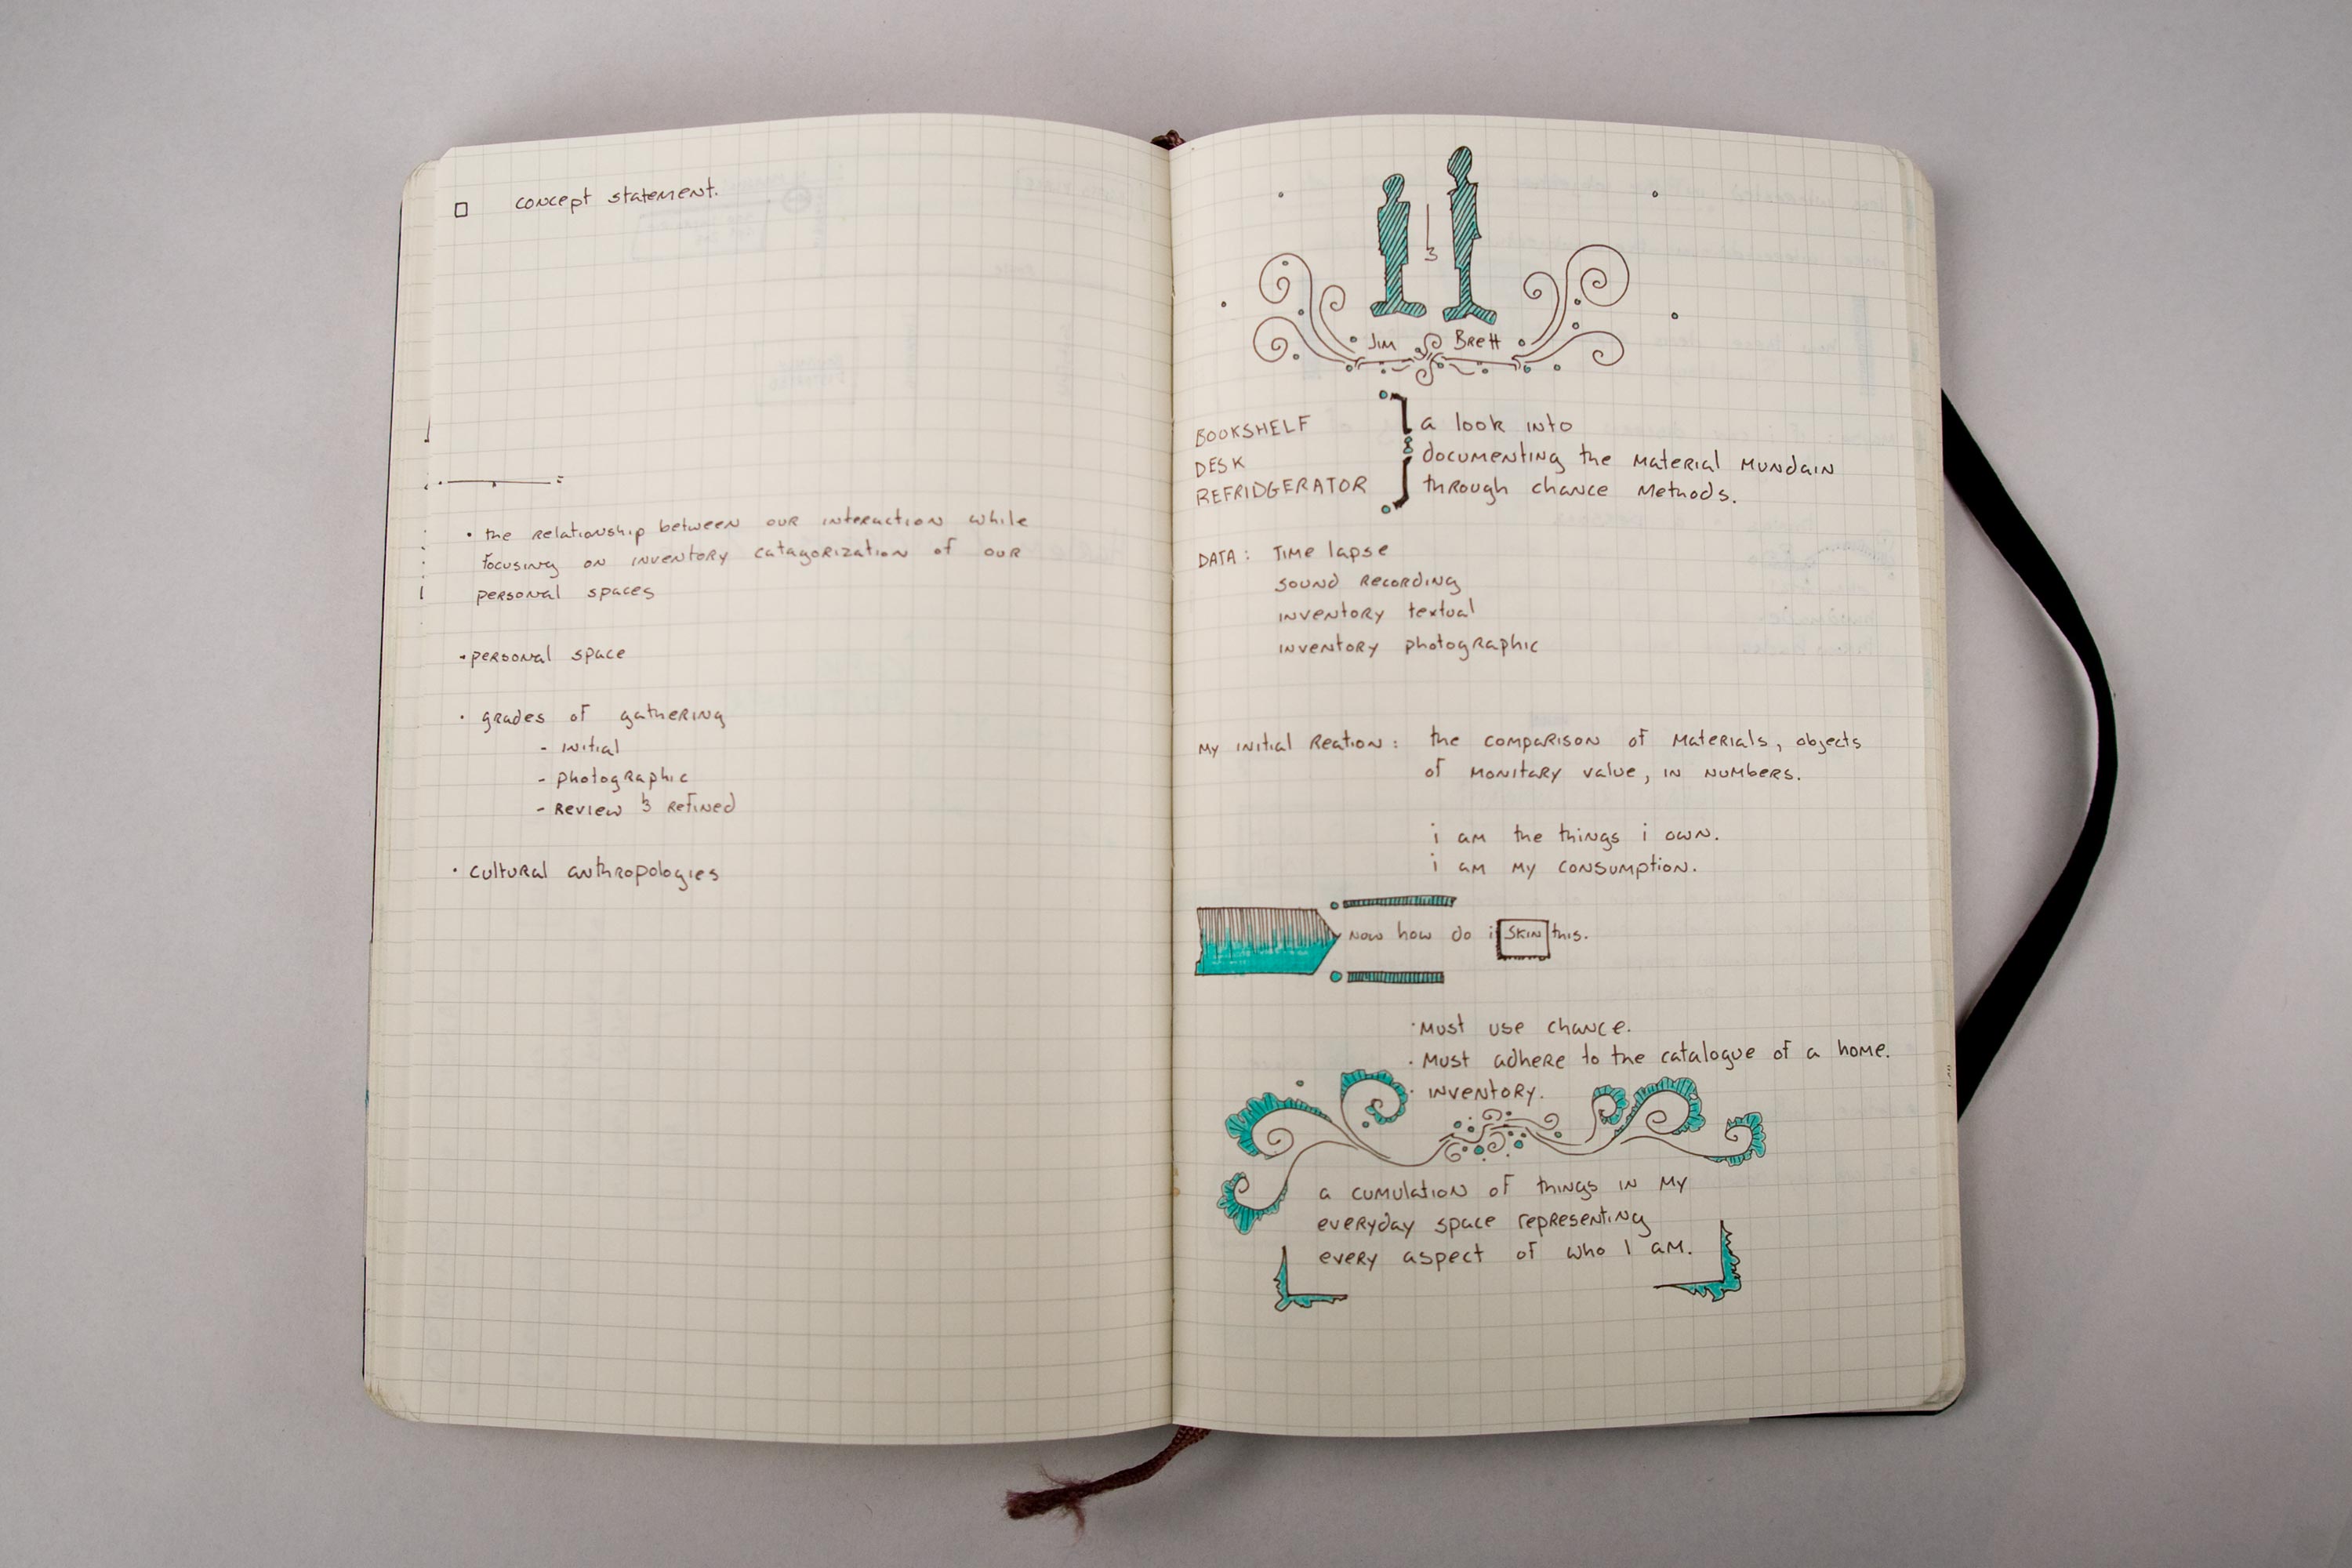 concept statement.
• the relationship between our interaction while
focusing on inventory catagorization of our
personal spaces
• personal space
• grades of gathering
- initial
- photographic
- Review & Refined
• cultural anthropologies
&
Jim Brett
BOOKSHELF
DESK
REFRIDGERATOR
a look into
documenting the material mundain
through chance methods.
DATA: Time lapse
sound recording
inventory textual
inventory photographic
My initial Reation: the comparison of materials, objects
of monitary value, in numbers.
i am the things i own.
i am my consumption.
now how do i SKIN this.
• Must use chance.
• Must adhere to the catalogue of a home.
• inventory.
a cumulation of things in my
everyday space representing
every aspect of who I am.